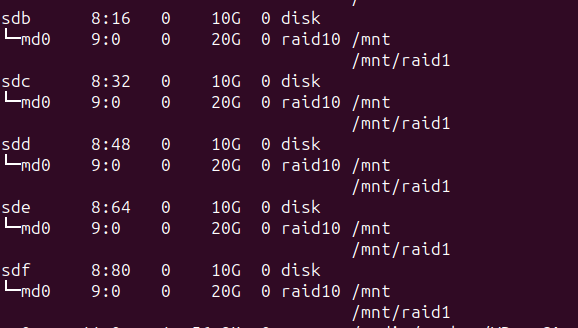 sdb 8:16 0 10G 0 disk
└─md0 9:0 0 20G 0 raid10 /mnt
/mnt/raid1
sdc 8:32 0 10G 0 disk
└─md0 9:0 0 20G 0 raid10 /mnt
/mnt/raid1
sdd 8:48 0 10G 0 disk
└─md0 9:0 0 20G 0 raid10 /mnt
/mnt/raid1
sde 8:64 0 10G 0 disk
└─md0 9:0 0 20G 0 raid10 /mnt
/mnt/raid1
sdf 8:80 0 10G 0 disk
└─md0 9:0 0 20G 0 raid10 /mnt
/mnt/raid1